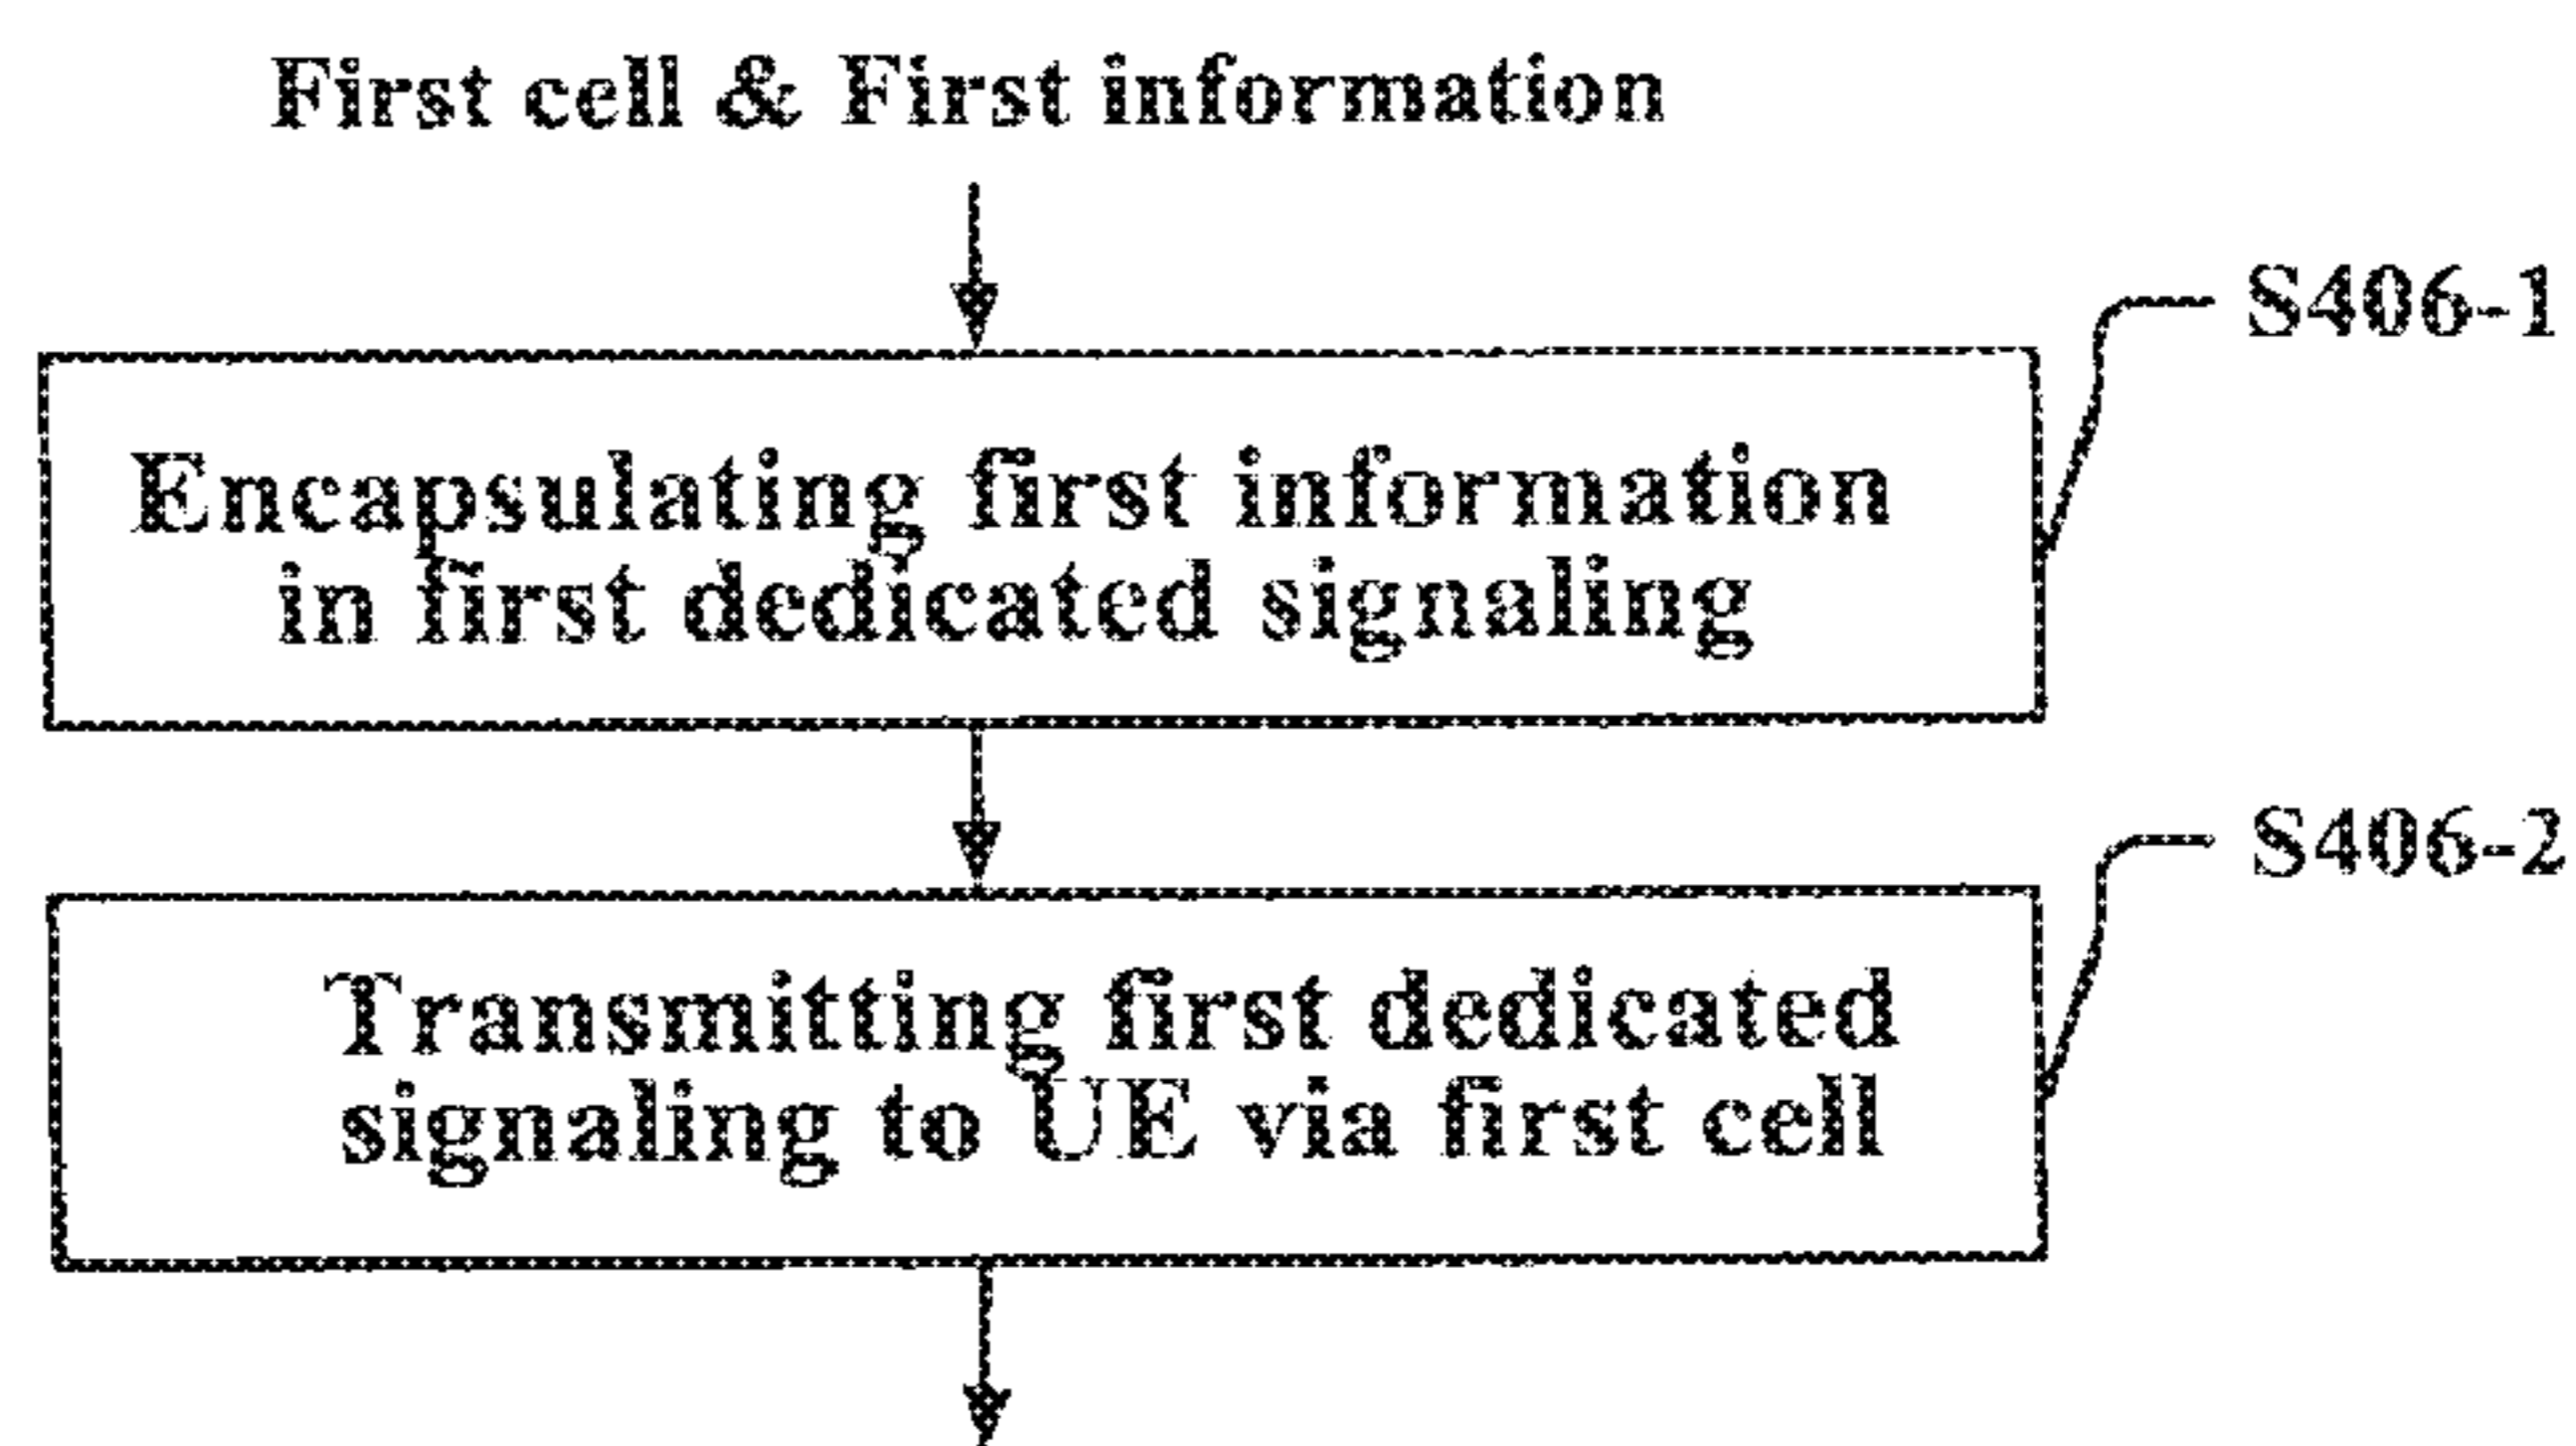 First cell & First information
S406-1
Encapsulating first information
in first dedicated signaling
S406-2
Transmitting first dedicated
signaling to UE via first cell